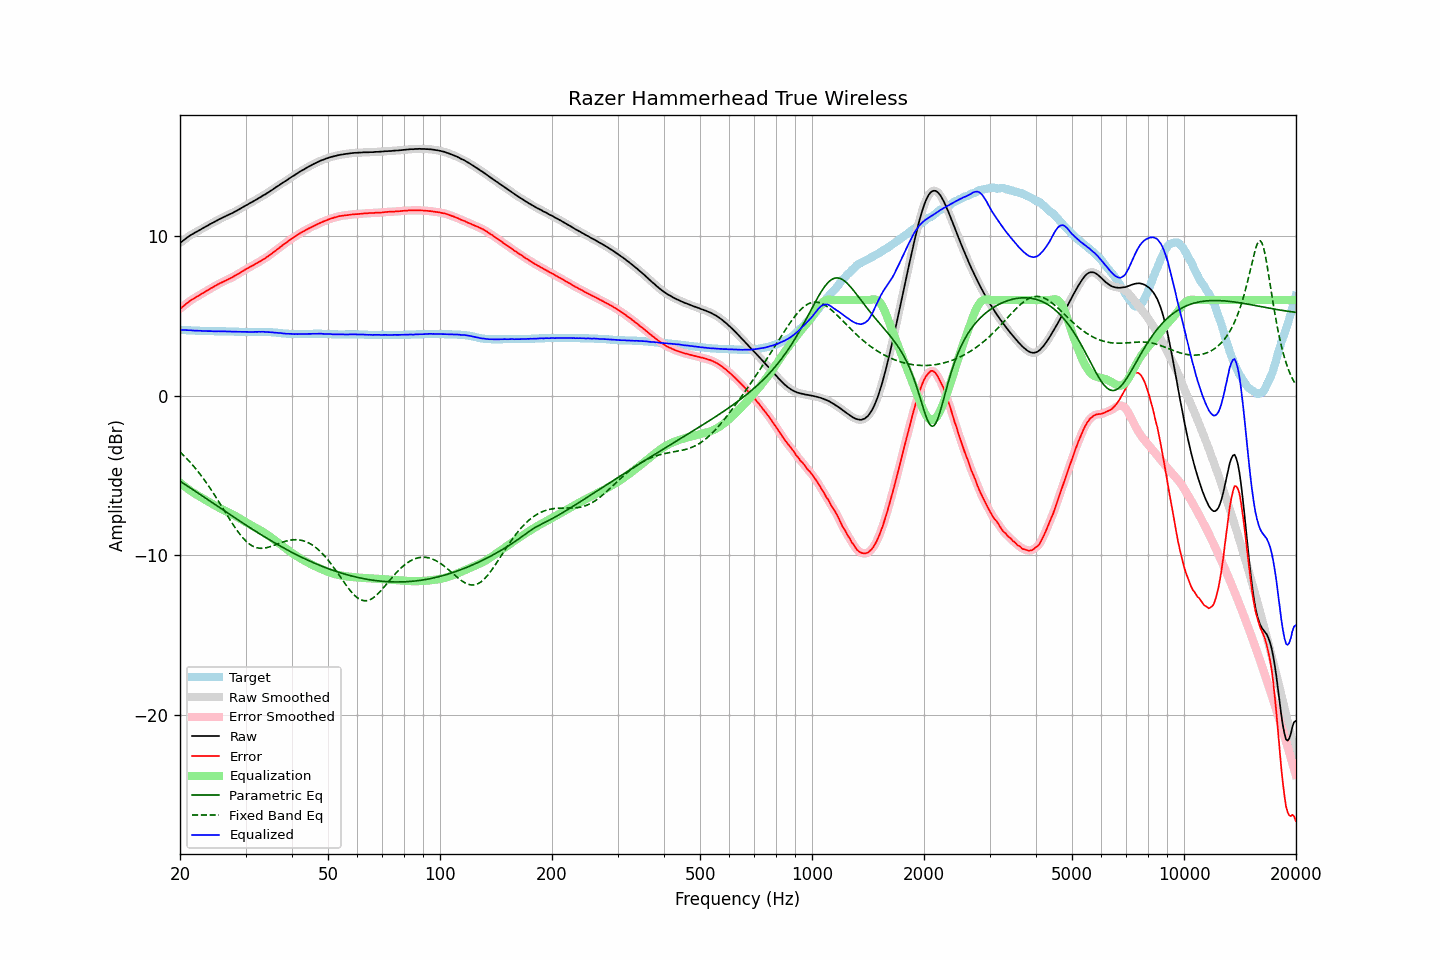 Razer Hammerhead True Wireless
Amplitude (dBr)
10
0
−10
−20
Target
Raw Smoothed
Error Smoothed
Raw
Error
Equalization
Parametric Eq
Fixed Band Eq
Equalized
20 50 100 200 500 1000 2000 5000 10000 20000
Frequency (Hz)